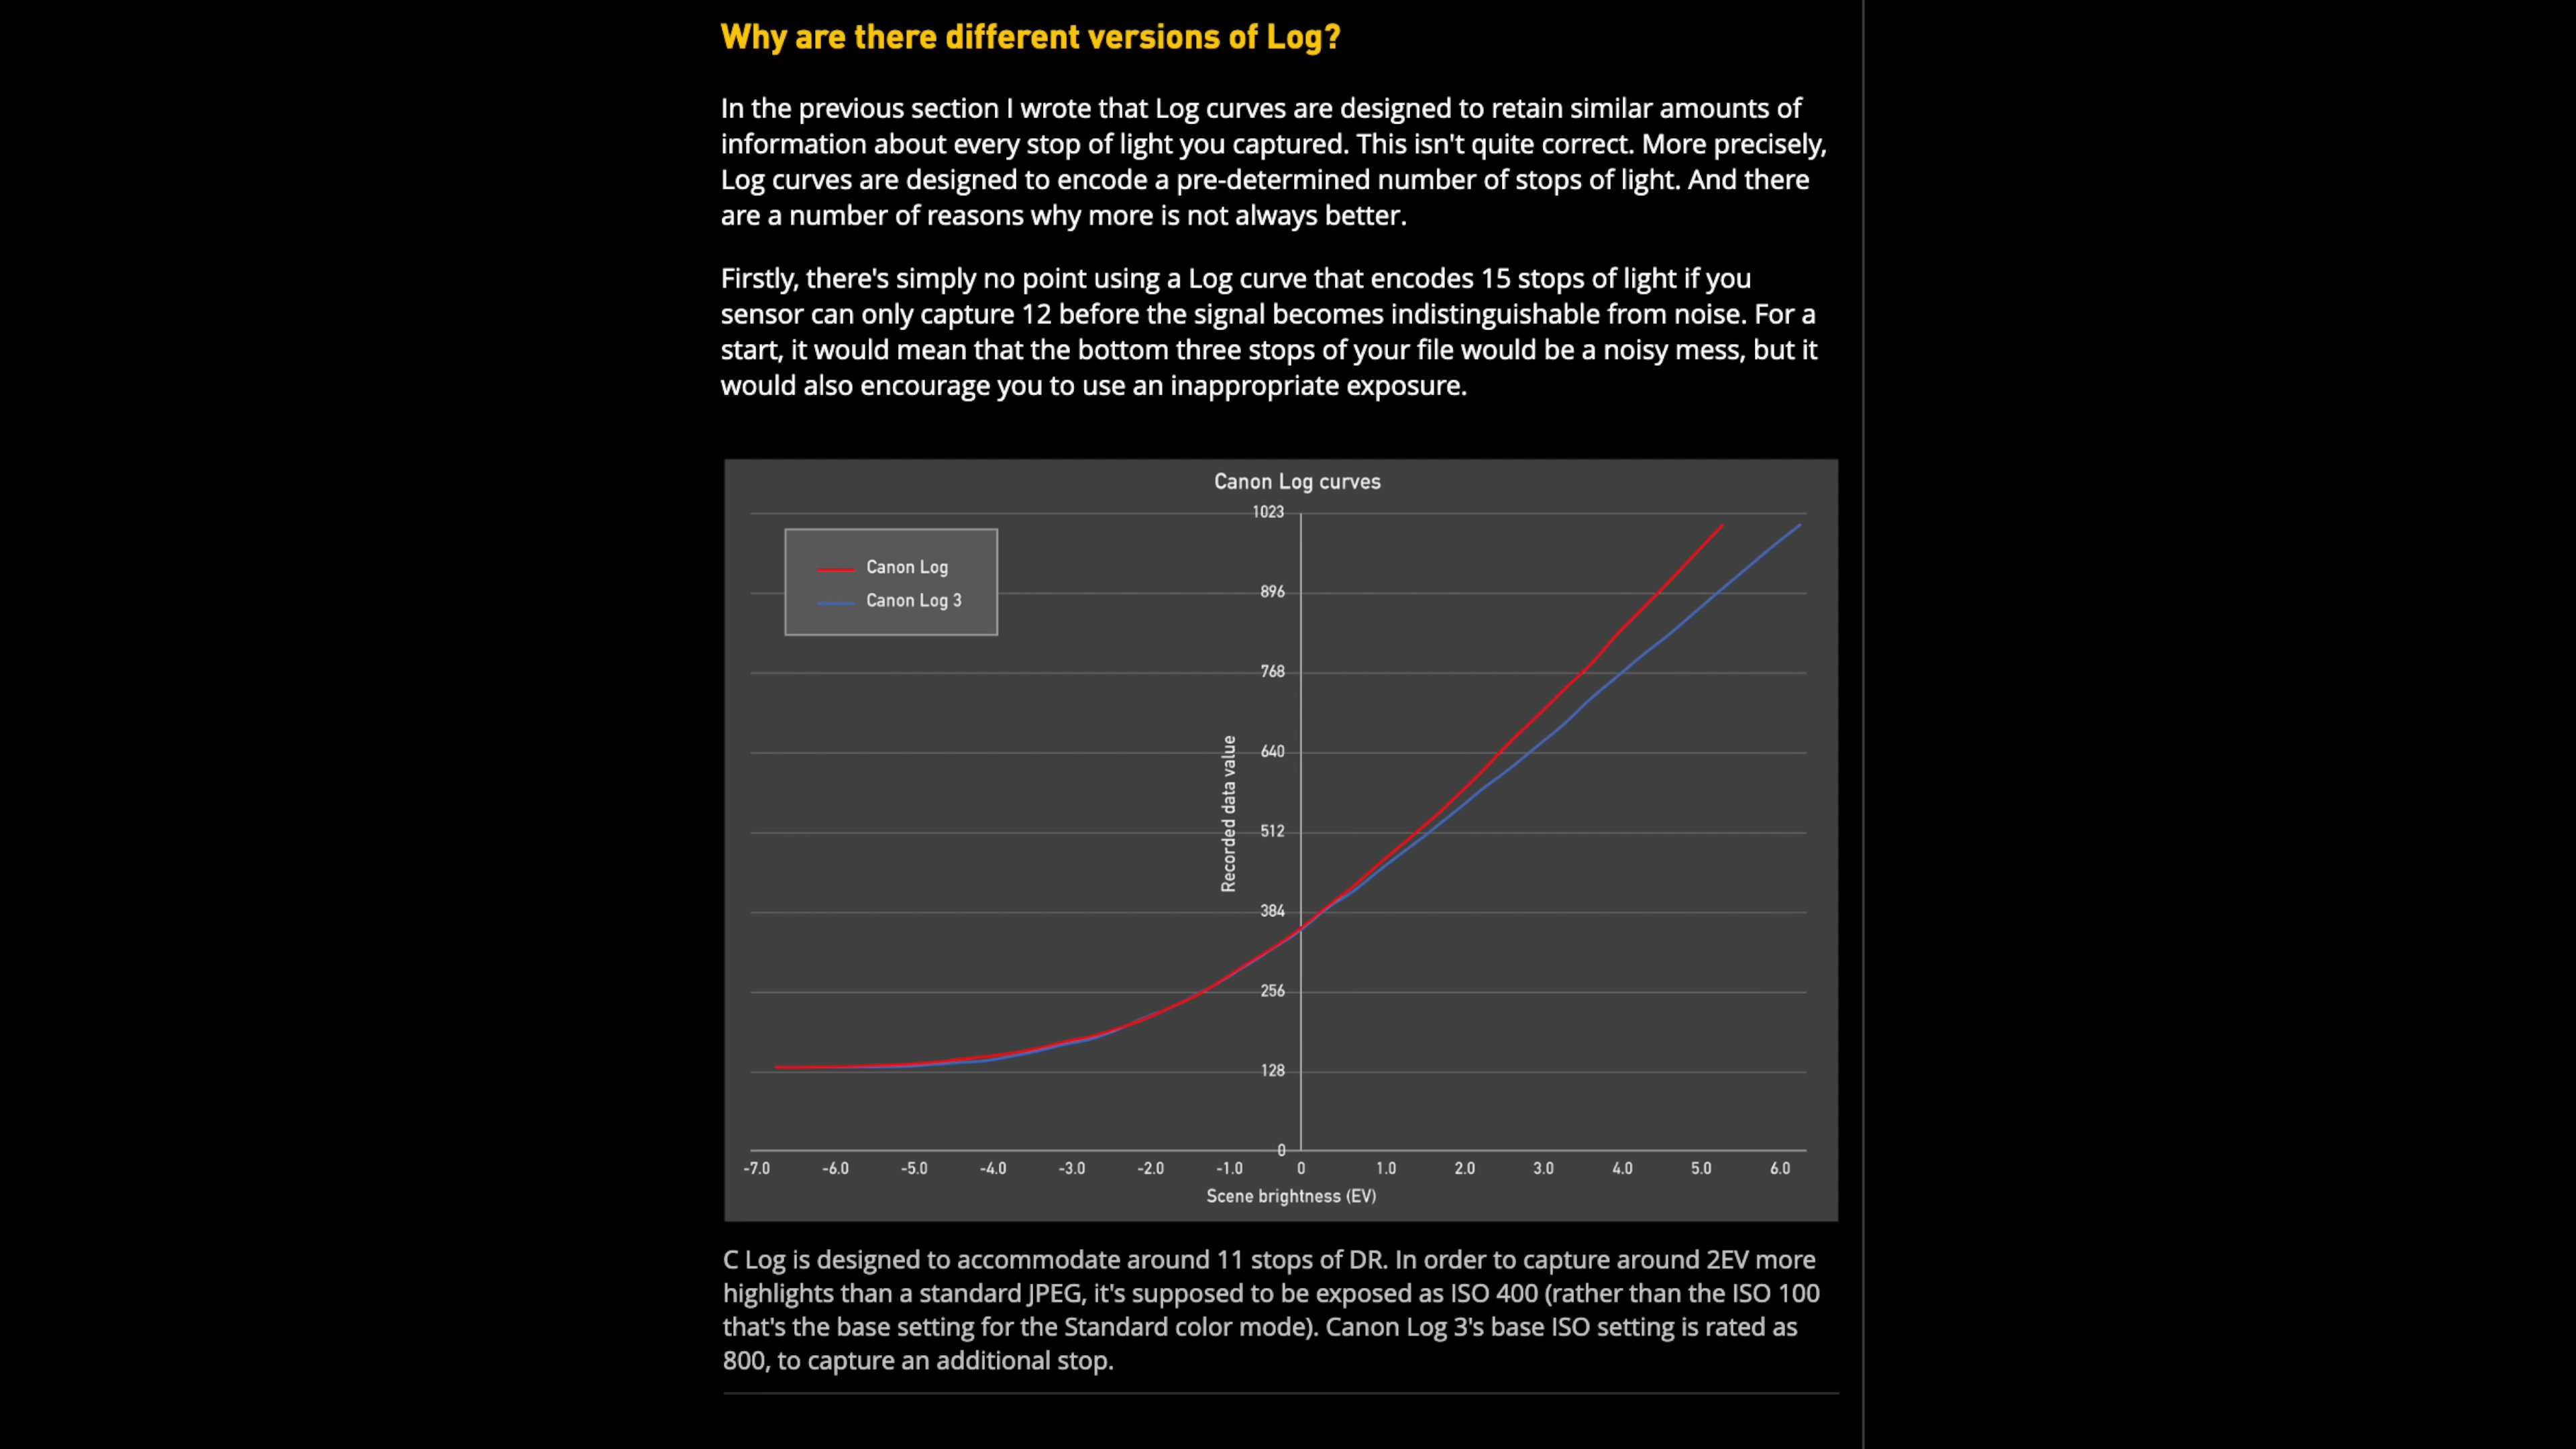 Why are there different versions of Log?
In the previous section I wrote that Log curves are designed to retain similar amounts of
information about every stop of light you captured. This isn't quite correct. More precisely,
Log curves are designed to encode a pre-determined number of stops of light. And there
are a number of reasons why more is not always better.
Firstly, there's simply no point using a Log curve that encodes 15 stops of light if you
sensor can only capture 12 before the signal becomes indistinguishable from noise. For a
start, it would mean that the bottom three stops of your file would be a noisy mess, but it
would also encourage you to use an inappropriate exposure.
Canon Log curves
1023
Canon Log
Canon Log 3
896
768
640
512
384
256
128
0
Recorded data value
-7.0 -6.0 -5.0 -4.0 -3.0 -2.0 -1.0 0 1.0 2.0 3.0 4.0 5.0 6.0
Scene brightness (EV)
C Log is designed to accommodate around 11 stops of DR. In order to capture around 2EV more
highlights than a standard JPEG, it's supposed to be exposed as ISO 400 (rather than the ISO 100
that's the base setting for the Standard color mode). Canon Log 3's base ISO setting is rated as
800, to capture an additional stop.